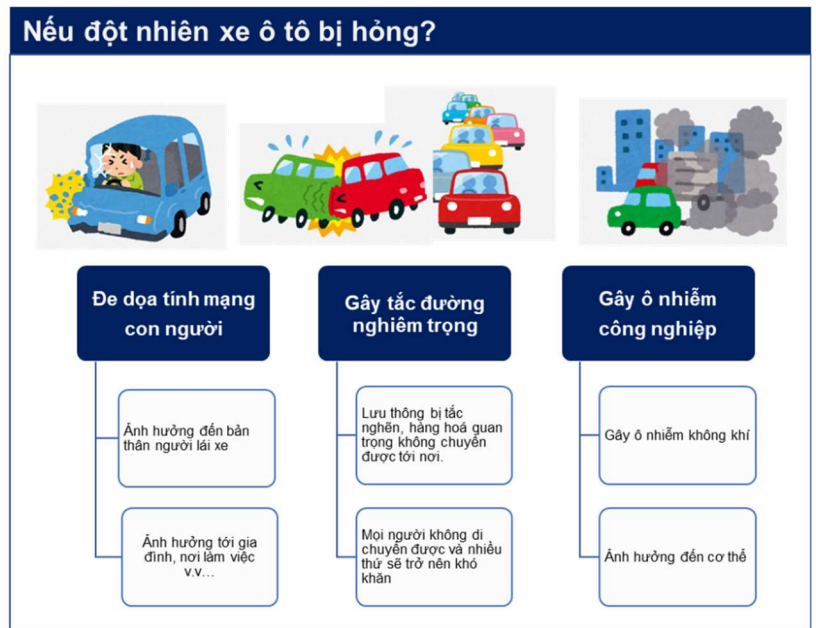 Nếu đột nhiên xe ô tô bị hỏng?
Đe dọa tính mạng
con người
Ảnh hưởng đến bản
thân người lái xe
Ảnh hưởng tới gia
đình, nơi làm việc
v.v...
Gây tắc đường
nghiêm trọng
Lưu thông bị tắc
nghẽn, hàng hoá quan
trọng không chuyển
được tới nơi.
Mọi người không di
chuyển được và nhiều
thứ sẽ trở nên khó
khăn
Gây ô nhiễm
công nghiệp
Gây ô nhiễm không khí
Ảnh hưởng đến cơ thể